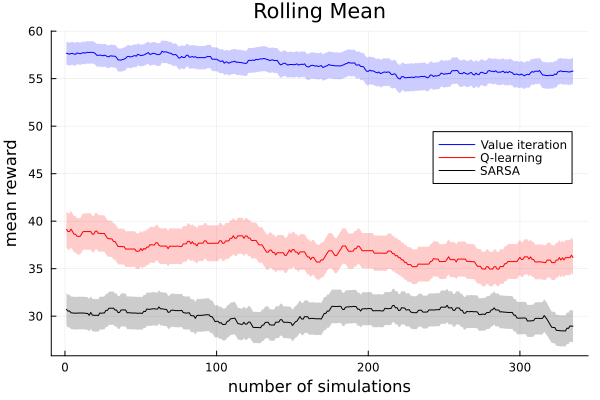 Rolling Mean
60
55
50
45
40
35
30
mean reward
Value iteration
Q-learning
SARSA
0 100 200 300
number of simulations